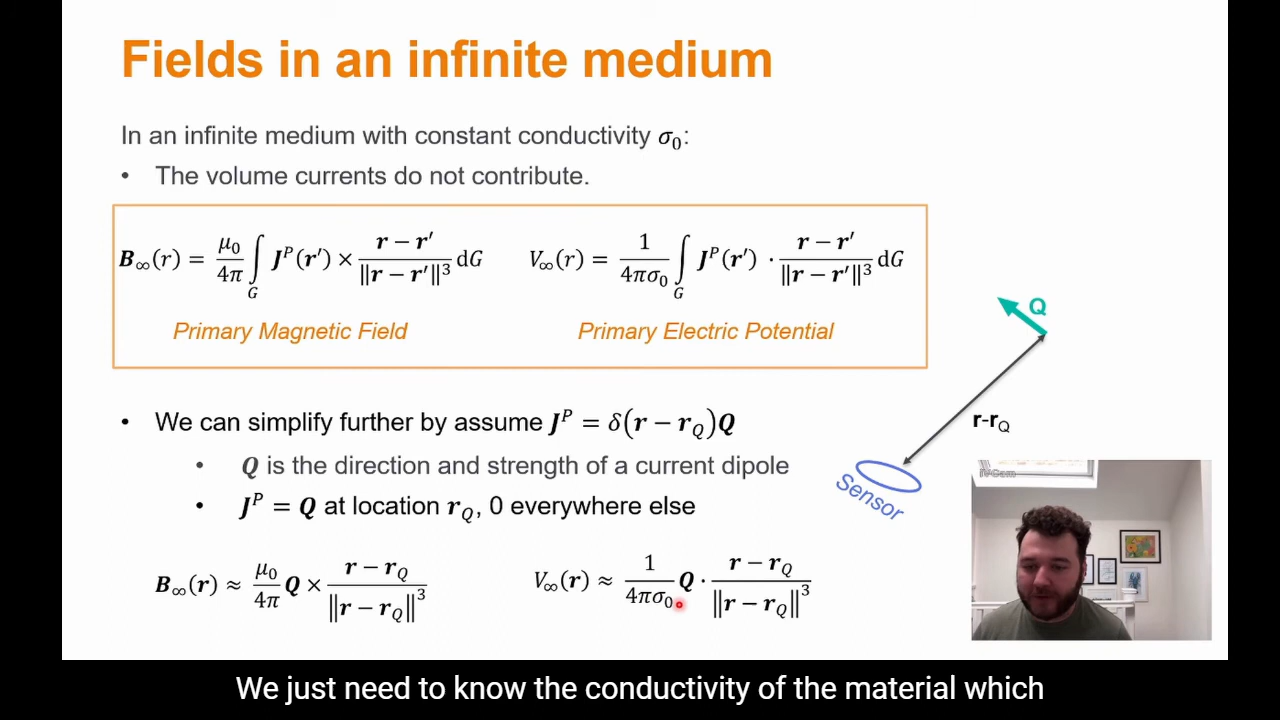 Fields in an infinite medium
In an infinite medium with constant conductivity σ₀:
• The volume currents do not contribute.
𝑩∞(r) = μ₀/4π ∫_G 𝑱ᴾ(𝒓′) × (𝒓 − 𝒓′)/‖𝒓 − 𝒓′‖³ dG
V∞(r) = 1/4πσ₀ ∫_G 𝑱ᴾ(𝒓′) · (𝒓 − 𝒓′)/‖𝒓 − 𝒓′‖³ dG
Primary Magnetic Field
Primary Electric Potential
Q
• We can simplify further by assume 𝑱ᴾ = δ(𝒓 − 𝒓_Q)𝑸
r-r_Q
• 𝑸 is the direction and strength of a current dipole
Sensor
• 𝑱ᴾ = 𝑸 at location 𝒓_Q, 0 everywhere else
𝑩∞(𝒓) ≈ μ₀/4π 𝑸 × (𝒓 − 𝒓_Q)/‖𝒓 − 𝒓_Q‖³
V∞(𝒓) ≈ 1/4πσ₀ 𝑸 · (𝒓 − 𝒓_Q)/‖𝒓 − 𝒓_Q‖³
We just need to know the conductivity of the material which